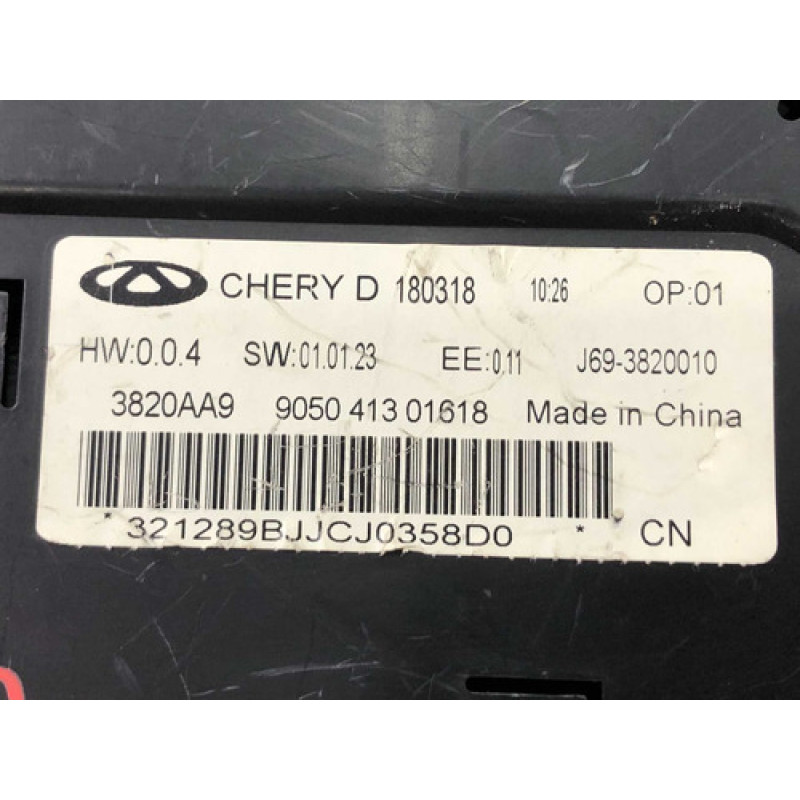 CHERY D 180318 10:26 OP:01
HW:0.0.4 SW:01.01.23 EE:0.11 J69-3820010
3820AA9 9050 413 01618 Made in China
*321289BJJCJ0358D0 * CN